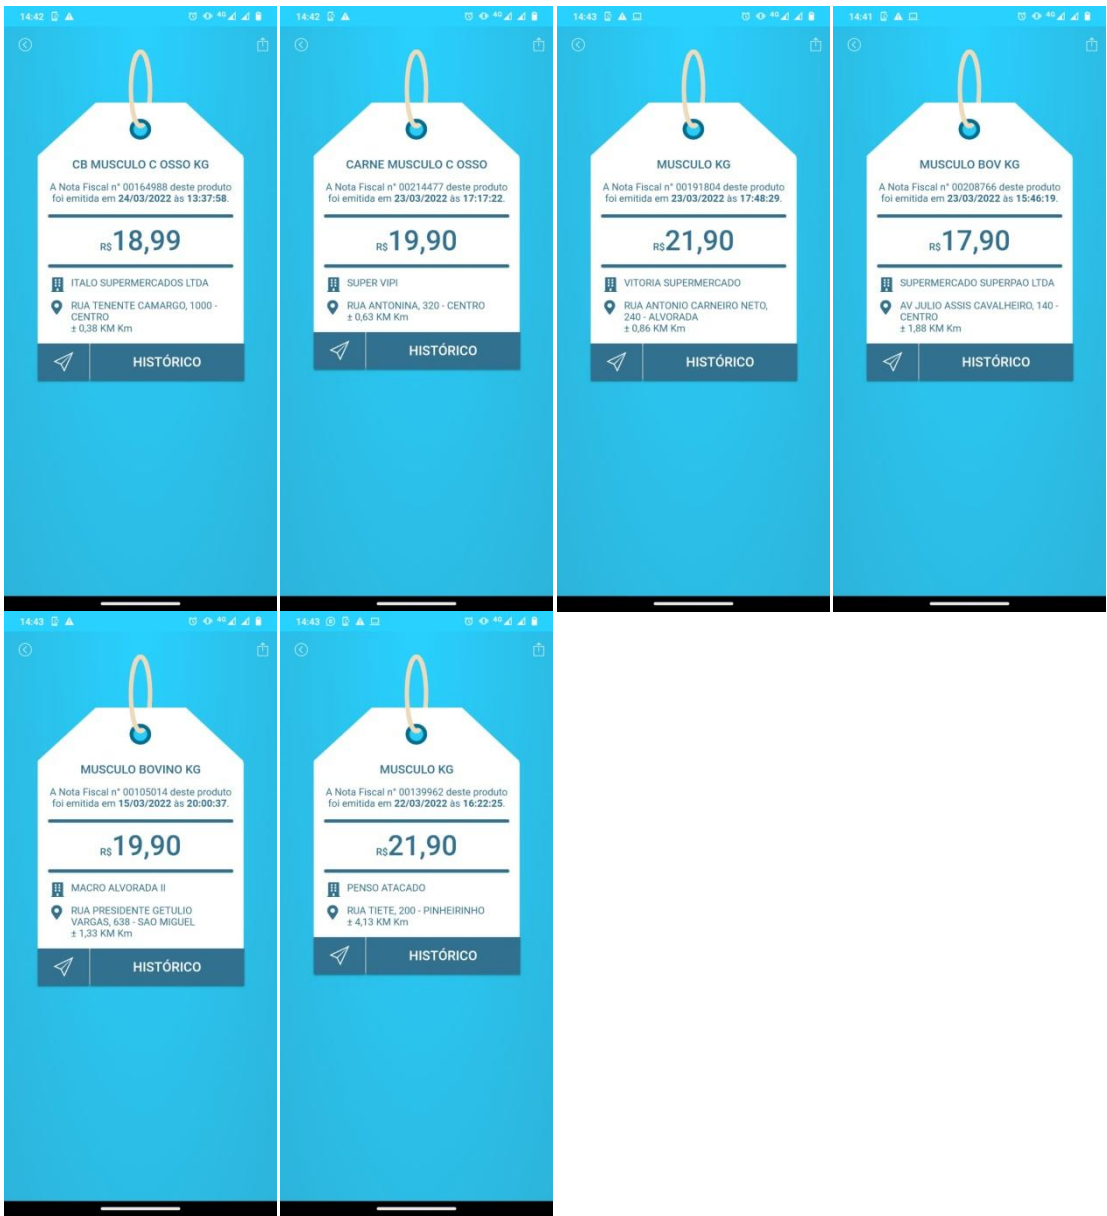 14:42
4G
CB MUSCULO C OSSO KG
A Nota Fiscal n° 00164988 deste produto
foi emitida em 24/03/2022 às 13:37:58.
R$18,99
ITALO SUPERMERCADOS LTDA
RUA TENENTE CAMARGO, 1000 -
CENTRO
± 0,38 KM Km
HISTÓRICO
14:42
4G
CARNE MUSCULO C OSSO
A Nota Fiscal n° 00214477 deste produto
foi emitida em 23/03/2022 às 17:17:22.
R$19,90
SUPER VIPI
RUA ANTONINA, 320 - CENTRO
± 0,63 KM Km
HISTÓRICO
14:43
4G
MUSCULO KG
A Nota Fiscal n° 00191804 deste produto
foi emitida em 23/03/2022 às 17:48:29.
R$21,90
VITORIA SUPERMERCADO
RUA ANTONIO CARNEIRO NETO,
240 - ALVORADA
± 0,86 KM Km
HISTÓRICO
14:41
4G
MUSCULO BOV KG
A Nota Fiscal n° 00208766 deste produto
foi emitida em 23/03/2022 às 15:46:19.
R$17,90
SUPERMERCADO SUPERPAO LTDA
AV JULIO ASSIS CAVALHEIRO, 140 -
CENTRO
± 1,88 KM Km
HISTÓRICO
14:43
4G
MUSCULO BOVINO KG
A Nota Fiscal n° 00105014 deste produto
foi emitida em 15/03/2022 às 20:00:37.
R$19,90
MACRO ALVORADA II
RUA PRESIDENTE GETULIO
VARGAS, 638 - SAO MIGUEL
± 1,33 KM Km
HISTÓRICO
14:43
4G
MUSCULO KG
A Nota Fiscal n° 00139962 deste produto
foi emitida em 22/03/2022 às 16:22:25.
R$21,90
PENSO ATACADO
RUA TIETE, 200 - PINHEIRINHO
± 4,13 KM Km
HISTÓRICO